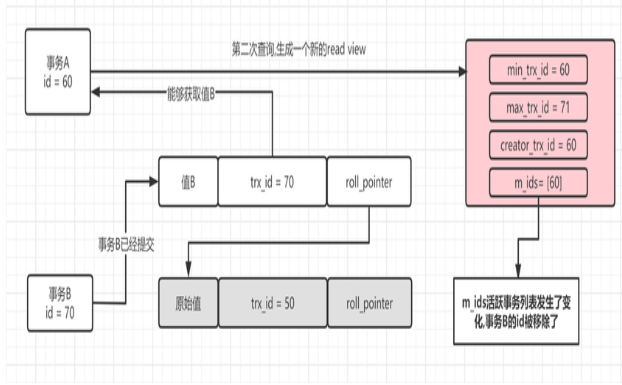 第二次查询,生成一个新的read view
事务A
id = 60
min_trx_id = 60
能够获取值B
max_trx_id = 71
creator_trx_id = 60
值B
trx_id = 70
roll_pointer
m_ids= [60]
事务B已经提交
事务B
id = 70
原始值
trx_id = 50
roll_pointer
m_ids活跃事务列表发生了变
化,事务B的id被移除了